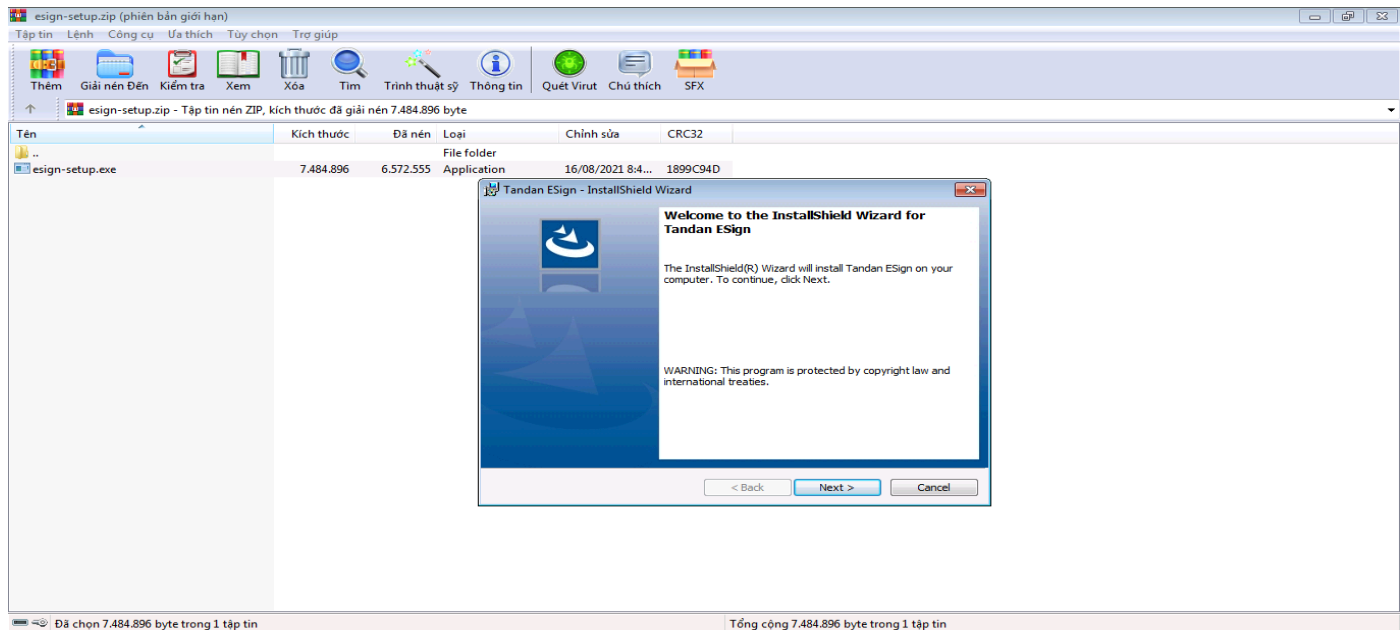 esign-setup.zip (phiên bản giới hạn)
Tập tin Lệnh Công cụ Ưa thích Tùy chọn Trợ giúp
Thêm Giải nén Đến Kiểm tra Xem Xóa Tìm Trình thuật sỹ Thông tin Quét Virut Chú thích SFX
esign-setup.zip - Tập tin nén ZIP, kích thước đã giải nén 7.484.896 byte
Tên Kích thước Đã nén Loại Chỉnh sửa CRC32
.. File folder
esign-setup.exe 7.484.896 6.572.555 Application 16/08/2021 8:4... 1899C94D
Tandan ESign - InstallShield Wizard
Welcome to the InstallShield Wizard for
Tandan ESign
The InstallShield(R) Wizard will install Tandan ESign on your
computer. To continue, click Next.
WARNING: This program is protected by copyright law and
international treaties.
< Back Next > Cancel
Đã chọn 7.484.896 byte trong 1 tập tin Tổng cộng 7.484.896 byte trong 1 tập tin